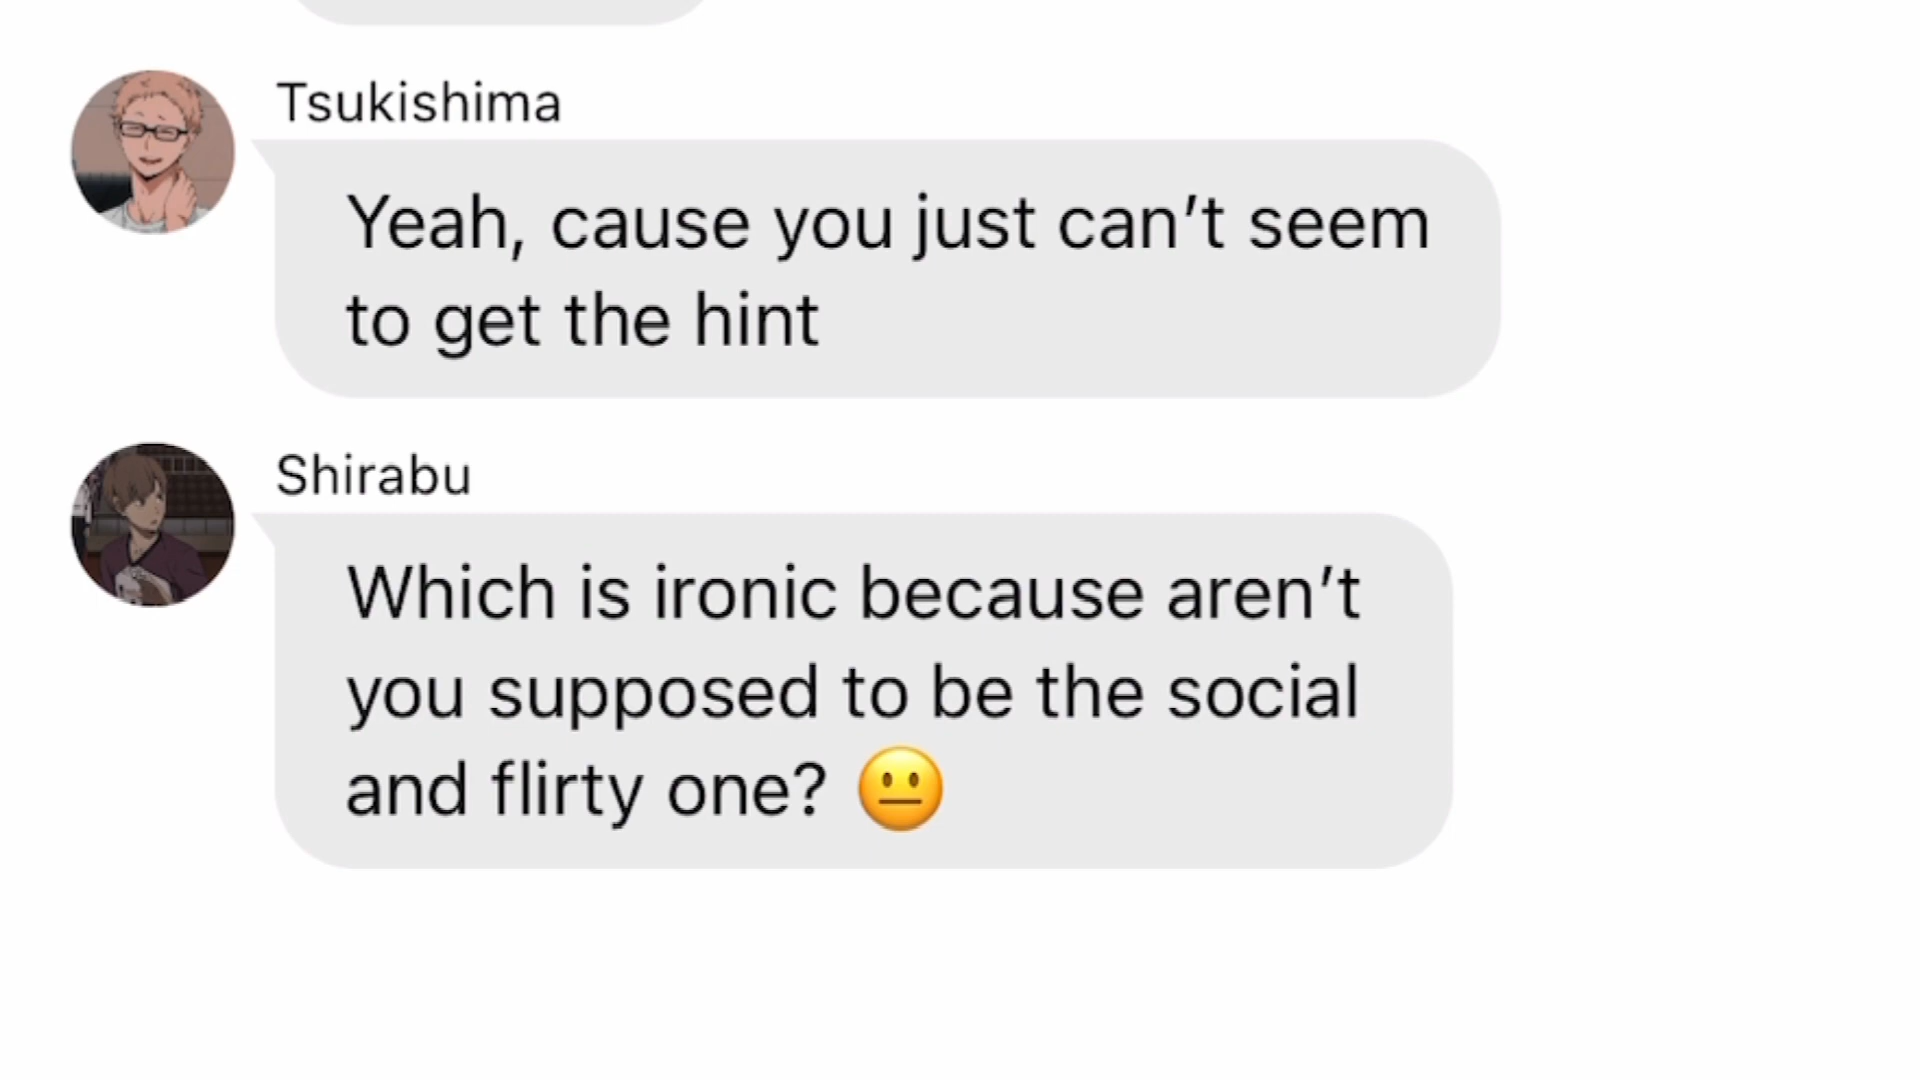 Tsukishima
Yeah, cause you just can’t seem
to get the hint
Shirabu
Which is ironic because aren’t
you supposed to be the social
and flirty one? 😐